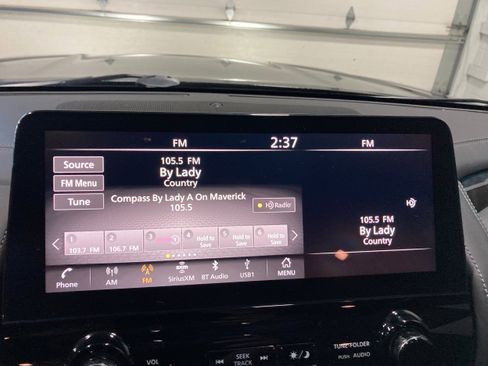 FM 2:37 FM
Source
FM Menu
Tune
105.5 FM
By Lady
Country
Compass By Lady A On Maverick
105.5
HD Radio
1 2 3 4 5 6
103.7 FM 106.7 FM Hold to Save Hold to Save Hold to Save
105.5 FM
By Lady
Country
Phone AM FM SiriusXM BT Audio USB1 MENU
VOL SEEK TRACK TUNE·FOLDER
PUSH AUDIO